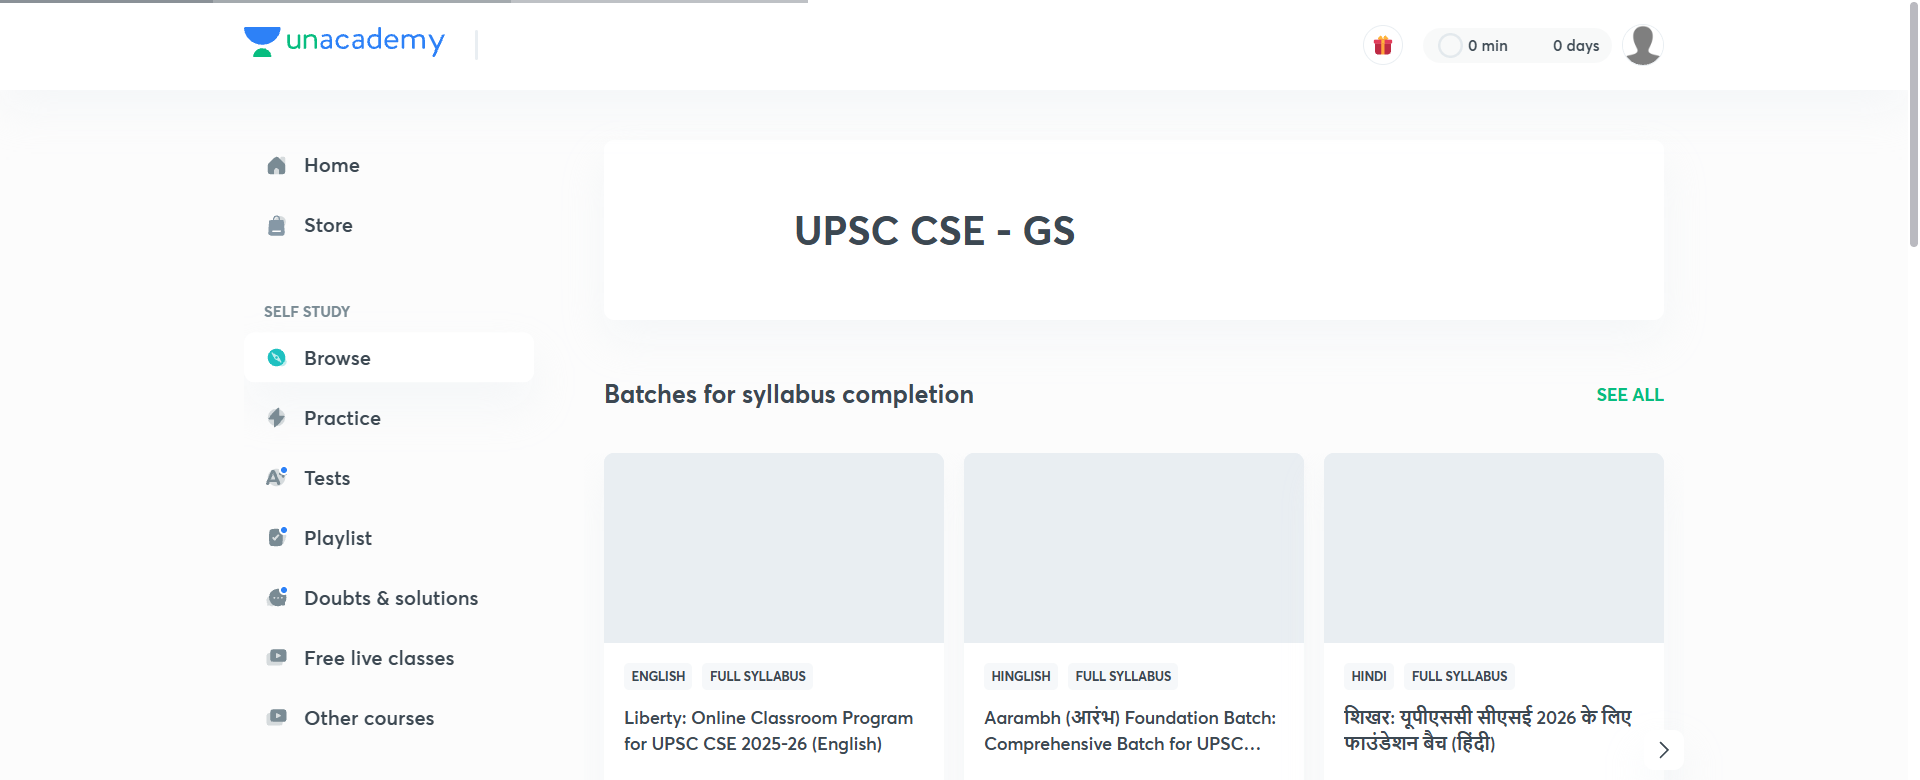 unacademy
0 min
0 days
Home
Store
SELF STUDY
Browse
Practice
Tests
Playlist
Doubts & solutions
Free live classes
Other courses
UPSC CSE - GS
Batches for syllabus completion
SEE ALL
ENGLISH
FULL SYLLABUS
Liberty: Online Classroom Program
for UPSC CSE 2025-26 (English)
HINGLISH
FULL SYLLABUS
Aarambh (आरंभ) Foundation Batch:
Comprehensive Batch for UPSC...
HINDI
FULL SYLLABUS
शिखर: यूपीएससी सीएसई 2026 के लिए
फाउंडेशन बैच (हिंदी)